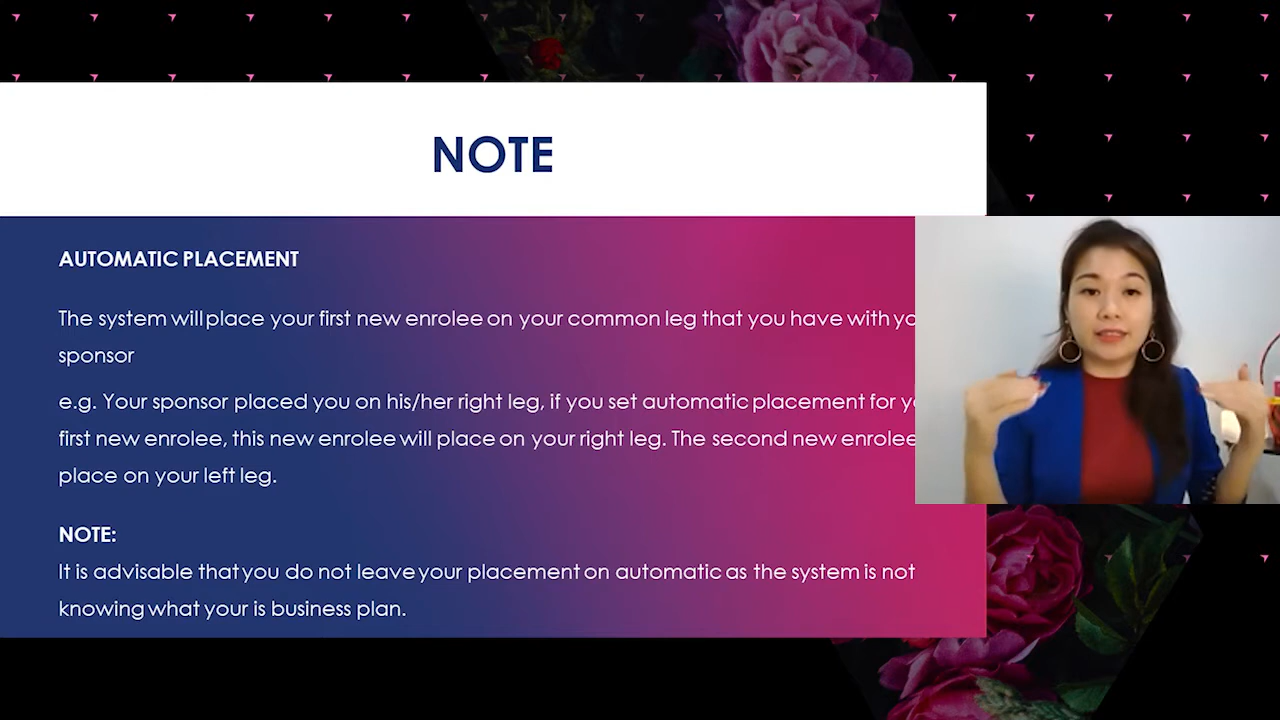 NOTE
AUTOMATIC PLACEMENT
The system will place your first new enrolee on your common leg that you have with
sponsor
e.g. Your sponsor placed you on his/her right leg, if you set automatic placement for
first new enrolee, this new enrolee will place on your right leg. The second new enrolee
place on your left leg.
NOTE:
It is advisable that you do not leave your placement on automatic as the system is not
knowing what your is business plan.